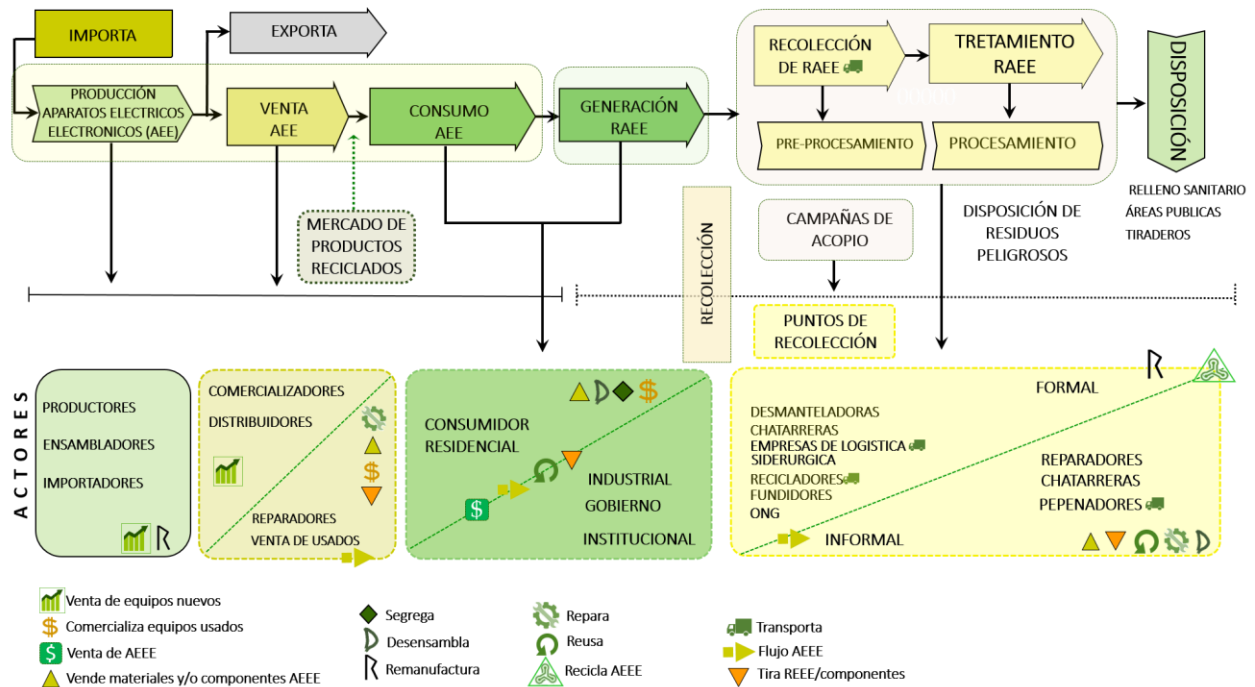 IMPORTA
EXPORTA
PRODUCCIÓN
APARATOS ELECTRICOS
ELECTRONICOS (AEE)
VENTA
AEE
CONSUMO
AEE
GENERACIÓN
RAEE
RECOLECCIÓN
DE RAEE
TRETAMIENTO
RAEE
PRE-PROCESAMIENTO
PROCESAMIENTO
DISPOSICIÓN
RELLENO SANITARIO
ÁREAS PUBLICAS
TIRADEROS
MERCADO DE
PRODUCTOS
RECICLADOS
RECOLECCIÓN
CAMPAÑAS DE
ACOPIO
DISPOSICIÓN DE
RESIDUOS
PELIGROSOS
PUNTOS DE
RECOLECCIÓN
ACTORES
PRODUCTORES
ENSAMBLADORES
IMPORTADORES
COMERCIALIZADORES
DISTRIBUIDORES
REPARADORES
VENTA DE USADOS
CONSUMIDOR
RESIDENCIAL
INDUSTRIAL
GOBIERNO
INSTITUCIONAL
FORMAL
DESMANTELADORAS
CHATARRERAS
EMPRESAS DE LOGISTICA
SIDERURGICA
RECICLADORES
FUNDIDORES
ONG
INFORMAL
REPARADORES
CHATARRERAS
PEPENADORES
Venta de equipos nuevos
Comercializa equipos usados
Venta de AEEE
Vende materiales y/o componentes AEEE
Segrega
Desensambla
Remanufactura
Repara
Reusa
Recicla AEEE
Transporta
Flujo AEEE
Tira REEE/componentes